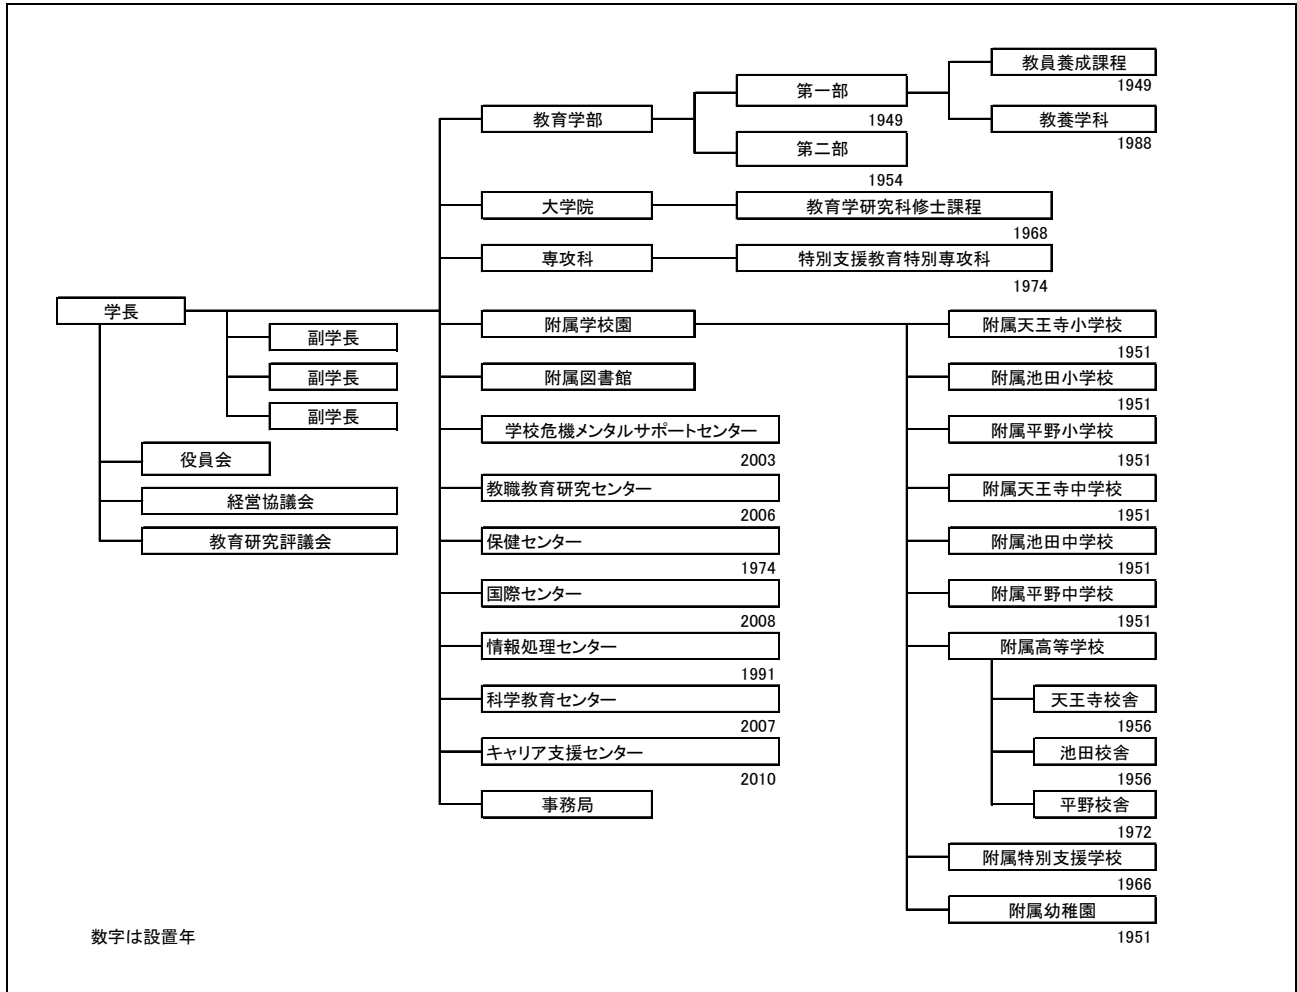 学長
副学長
副学長
副学長
役員会
経営協議会
教育研究評議会
教育学部
第一部
1949
教員養成課程
1949
教養学科
1988
第二部
1954
大学院
教育学研究科修士課程
1968
専攻科
特別支援教育特別専攻科
1974
附属学校園
附属天王寺小学校
1951
附属池田小学校
1951
附属平野小学校
1951
附属天王寺中学校
1951
附属池田中学校
1951
附属平野中学校
1951
附属高等学校
天王寺校舎
1956
池田校舎
1956
平野校舎
1972
附属特別支援学校
1966
附属幼稚園
1951
附属図書館
学校危機メンタルサポートセンター
2003
教職教育研究センター
2006
保健センター
1974
国際センター
2008
情報処理センター
1991
科学教育センター
2007
キャリア支援センター
2010
事務局
数字は設置年